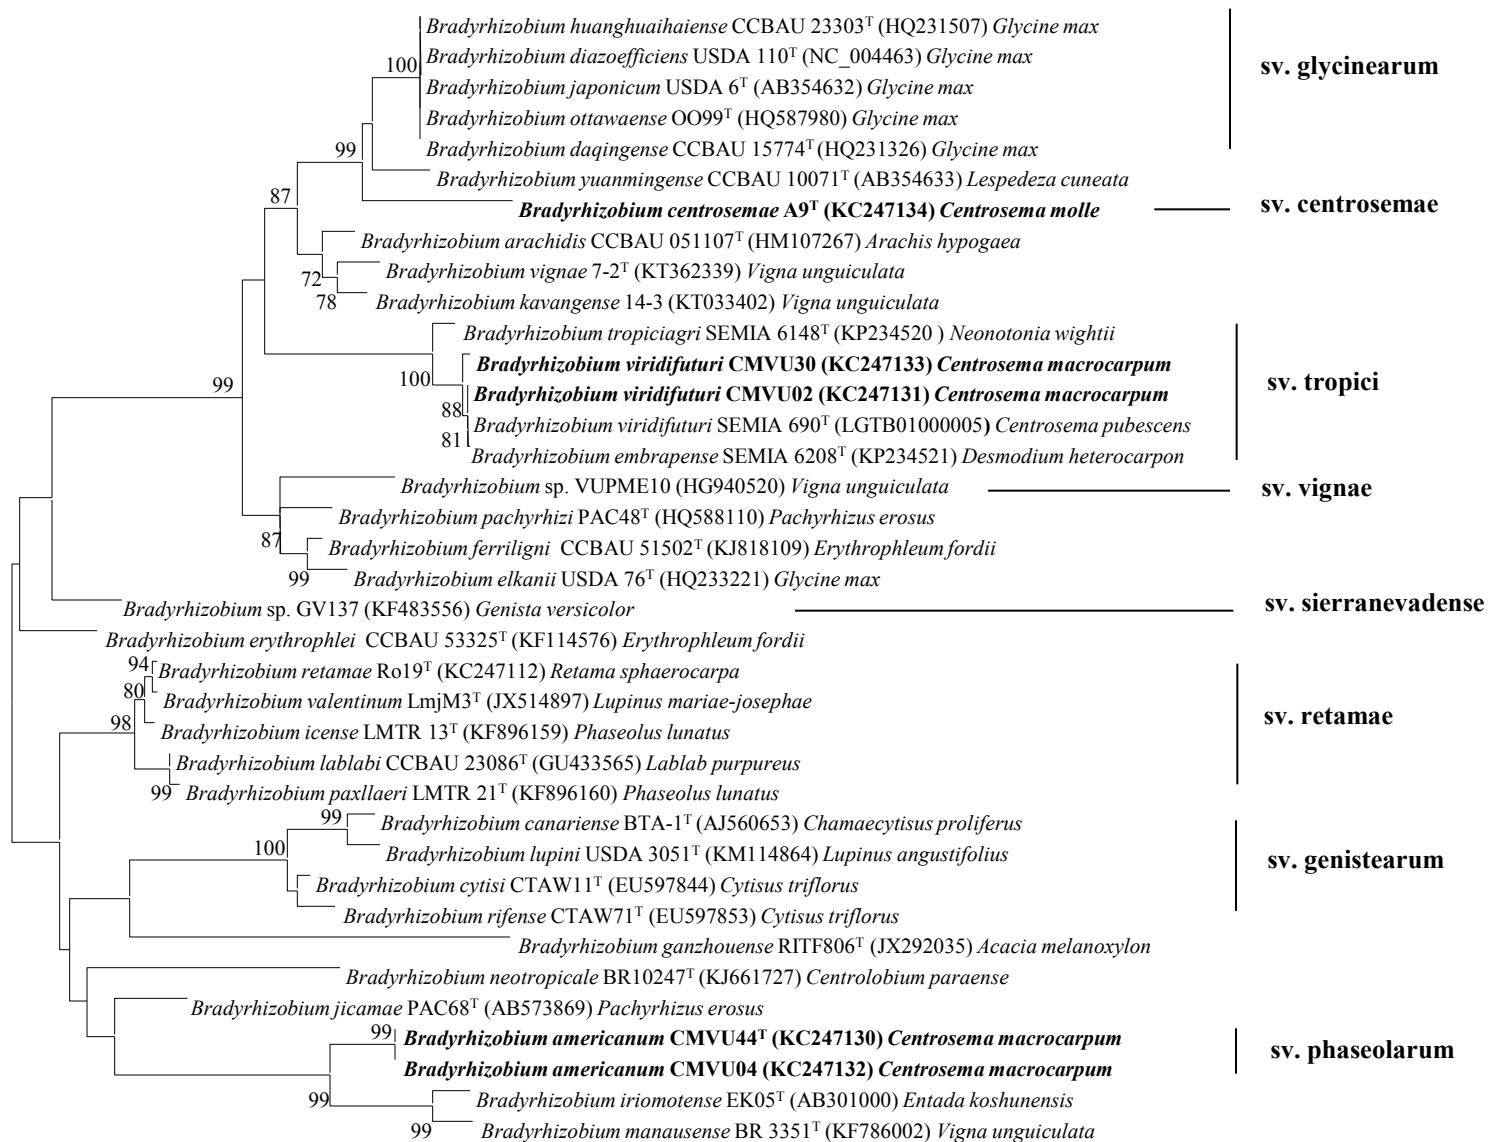 Bradyrhizobium huanghuaihaiense CCBAU 23303T (HQ231507) Glycine max
Bradyrhizobium diazoefficiens USDA 110T (NC_004463) Glycine max
100
sv. glycinearum
Bradyrhizobium japonicum USDA 6T (AB354632) Glycine max
Bradyrhizobium ottawaense OO99T (HQ587980) Glycine max
Bradyrhizobium daqingense CCBAU 15774T (HQ231326) Glycine max
99
Bradyrhizobium yuanmingense CCBAU 10071T (AB354633) Lespedeza cuneata
87
Bradyrhizobium centrosemae A9T (KC247134) Centrosema molle
sv. centrosemae
Bradyrhizobium arachidis CCBAU 051107T (HM107267) Arachis hypogaea
Bradyrhizobium vignae 7-2T (KT362339) Vigna unguiculata
72
Bradyrhizobium kavangense 14-3 (KT033402) Vigna unguiculata
78
Bradyrhizobium tropiciagri SEMIA 6148T (KP234520 ) Neonotonia wightii
Bradyrhizobium viridifuturi CMVU30 (KC247133) Centrosema macrocarpum
100
99
sv. tropici
Bradyrhizobium viridifuturi CMVU02 (KC247131) Centrosema macrocarpum
88
Bradyrhizobium viridifuturi SEMIA 690T (LGTB01000005) Centrosema pubescens
81
Bradyrhizobium embrapense SEMIA 6208T (KP234521) Desmodium heterocarpon
Bradyrhizobium sp. VUPME10 (HG940520) Vigna unguiculata
sv. vignae
Bradyrhizobium pachyrhizi PAC48T (HQ588110) Pachyrhizus erosus
87
Bradyrhizobium ferriligni CCBAU 51502T (KJ818109) Erythrophleum fordii
99
Bradyrhizobium elkanii USDA 76T (HQ233221) Glycine max
Bradyrhizobium sp. GV137 (KF483556) Genista versicolor
sv. sierranevadense
Bradyrhizobium erythrophlei CCBAU 53325T (KF114576) Erythrophleum fordii
94
Bradyrhizobium retamae Ro19T (KC247112) Retama sphaerocarpa
80
Bradyrhizobium valentinum LmjM3T (JX514897) Lupinus mariae-josephae
98
sv. retamae
Bradyrhizobium icense LMTR 13T (KF896159) Phaseolus lunatus
Bradyrhizobium lablabi CCBAU 23086T (GU433565) Lablab purpureus
99
Bradyrhizobium paxllaeri LMTR 21T (KF896160) Phaseolus lunatus
99
Bradyrhizobium canariense BTA-1T (AJ560653) Chamaecytisus proliferus
100
Bradyrhizobium lupini USDA 3051T (KM114864) Lupinus angustifolius
sv. genistearum
Bradyrhizobium cytisi CTAW11T (EU597844) Cytisus triflorus
Bradyrhizobium rifense CTAW71T (EU597853) Cytisus triflorus
Bradyrhizobium ganzhouense RITF806T (JX292035) Acacia melanoxylon
Bradyrhizobium neotropicale BR10247T (KJ661727) Centrolobium paraense
Bradyrhizobium jicamae PAC68T (AB573869) Pachyrhizus erosus
99
Bradyrhizobium americanum CMVU44T (KC247130) Centrosema macrocarpum
sv. phaseolarum
Bradyrhizobium americanum CMVU04 (KC247132) Centrosema macrocarpum
99
Bradyrhizobium iriomotense EK05T (AB301000) Entada koshunensis
99
Bradyrhizobium manausense BR 3351T (KF786002) Vigna unguiculata